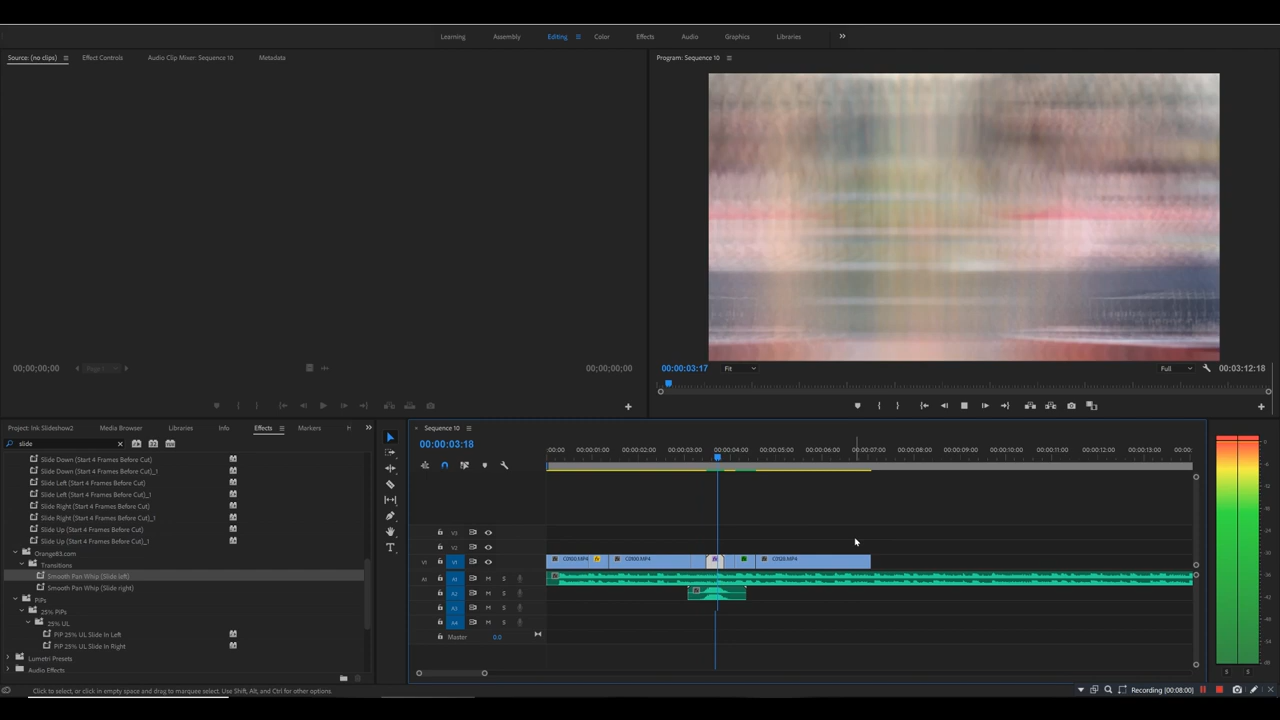 Learning Assembly Editing Color Effects Audio Graphics Libraries
Source: (no clips) Effect Controls Audio Clip Mixer: Sequence 10 Metadata
Program: Sequence 10
00;00;00;00 Page 1 00;00;00;00
00:00:03:17 Fit Full 00:03:12:18
Project: Ink Slideshow2 Media Browser Libraries Info Effects Markers H
slide
Slide Down (Start 4 Frames Before Cut)
Slide Down (Start 4 Frames Before Cut)_1
Slide Left (Start 4 Frames Before Cut)
Slide Left (Start 4 Frames Before Cut)_1
Slide Right (Start 4 Frames Before Cut)
Slide Right (Start 4 Frames Before Cut)_1
Slide Up (Start 4 Frames Before Cut)
Slide Up (Start 4 Frames Before Cut)_1
Orange83.com
Transitions
Smooth Pan Whip (Slide left)
Smooth Pan Whip (Slide right)
PiPs
25% PiPs
25% UL
PiP 25% UL Slide In Left
PiP 25% UL Slide In Right
Lumetri Presets
Audio Effects
Sequence 10
00:00:03:18
:00:00 00:00:01:00 00:00:02:00 00:00:03:00 00:00:04:00 00:00:05:00 00:00:06:00 00:00:07:00 00:00:08:00 00:00:09:00 00:00:10:00 00:00:11:00 00:00:12:00 00:00:13:00 00:00:
V3
V2
V1 V1 C0100.MP4 C0100.MP4 C0108.MP4
A1 A1 M S
A2 M S
A3 M S
A4 M S
Master 0.0
S S
Click to select, or click in empty space and drag to marquee select. Use Shift, Alt, and Ctrl for other options.
Recording [00:08:00]